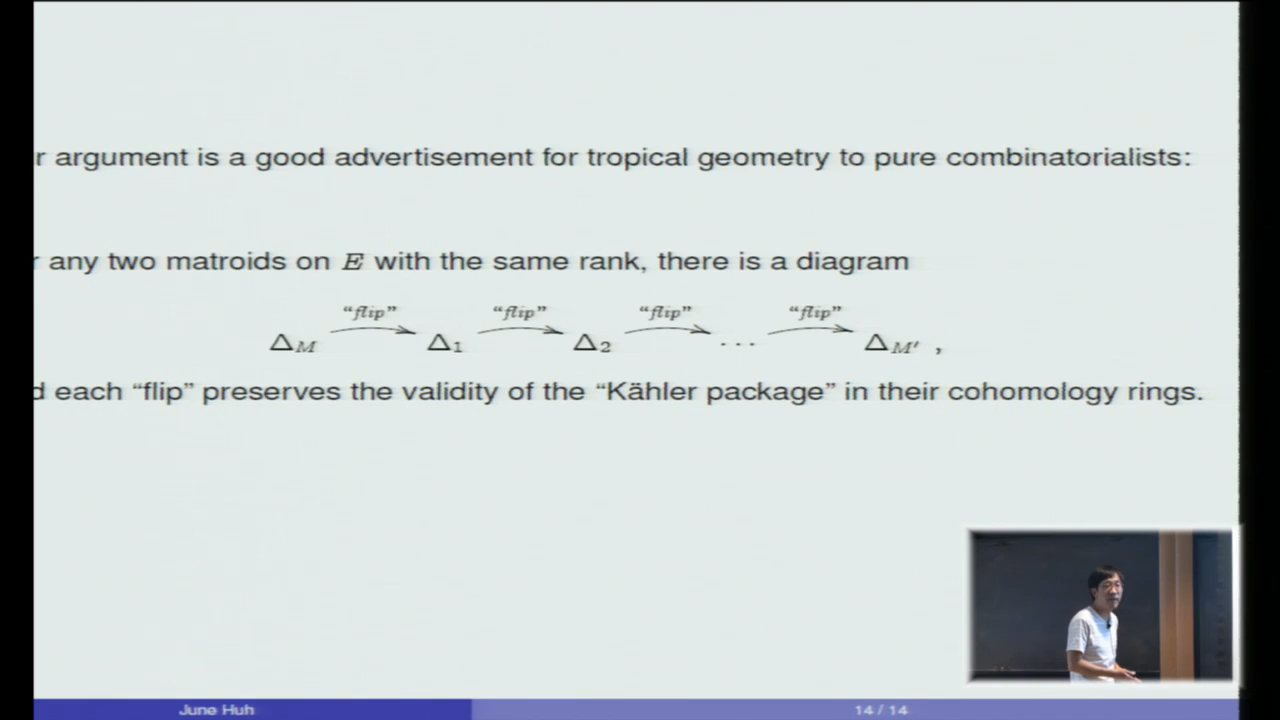 r argument is a good advertisement for tropical geometry to pure combinatorialists:
r any two matroids on E with the same rank, there is a diagram
“flip” “flip” “flip” “flip”
Δ_M Δ_1 Δ_2 ··· Δ_M′ ,
d each “flip” preserves the validity of the “Kähler package” in their cohomology rings.
June Huh 14 / 14